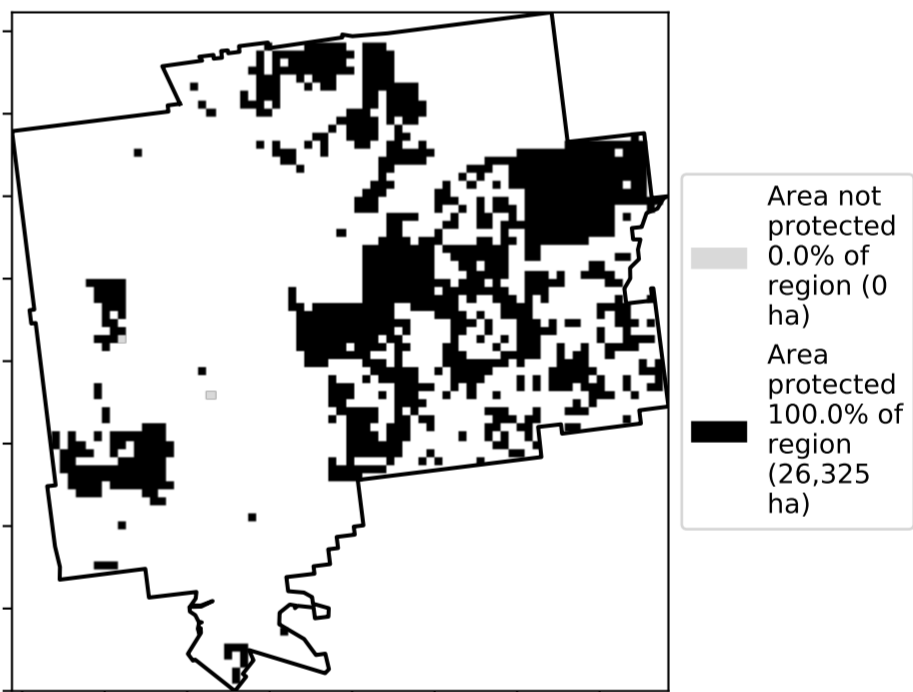 Area not
protected
0.0% of
region (0
ha)
Area
protected
100.0% of
region
(26,325
ha)